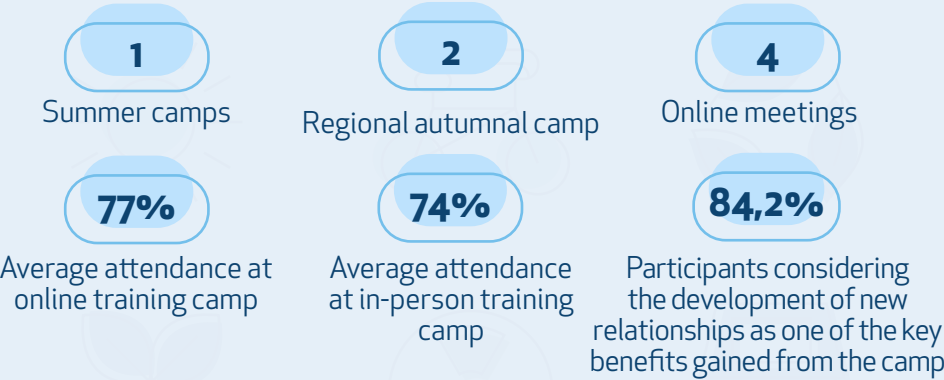 1
Summer camps
2
Regional autumnal camp
4
Online meetings
77%
Average attendance at
online training camp
74%
Average attendance
at in-person training
camp
84,2%
Participants considering
the development of new
relationships as one of the key
benefits gained from the camp